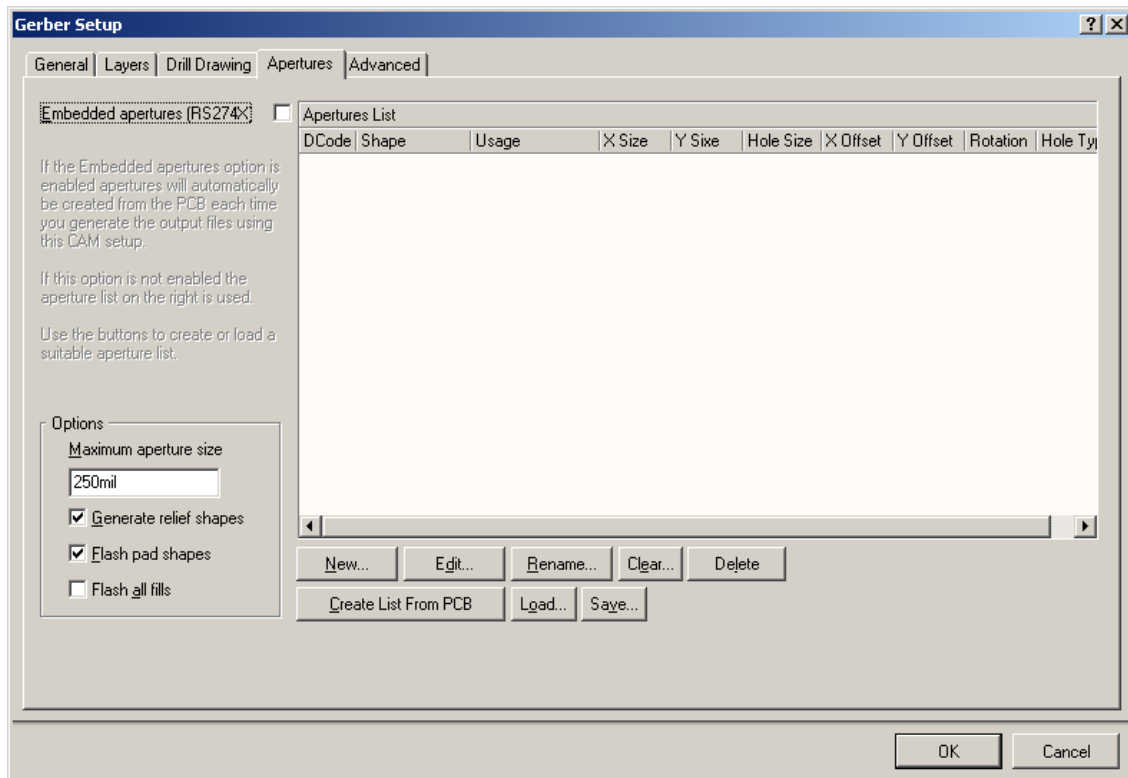 Gerber Setup
General Layers Drill Drawing Apertures Advanced
Embedded apertures (RS274X)
If the Embedded apertures option is
enabled apertures will automatically
be created from the PCB each time
you generate the output files using
this CAM setup.
If this option is not enabled the
aperture list on the right is used.
Use the buttons to create or load a
suitable aperture list.
Options
Maximum aperture size
250mil
Generate relief shapes
Flash pad shapes
Flash all fills
Apertures List
DCode Shape Usage X Size Y Sixe Hole Size X Offset Y Offset Rotation Hole Ty
New... Edit... Rename... Clear... Delete
Create List From PCB Load... Save...
OK Cancel